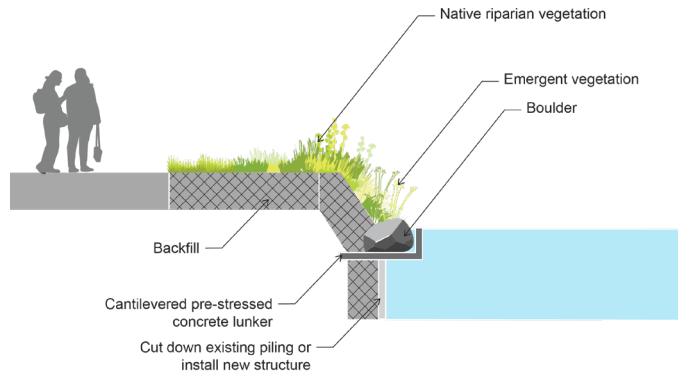 Native riparian vegetation
Emergent vegetation
Boulder
Backfill
Cantilevered pre-stressed
concrete lunker
Cut down existing piling or
install new structure